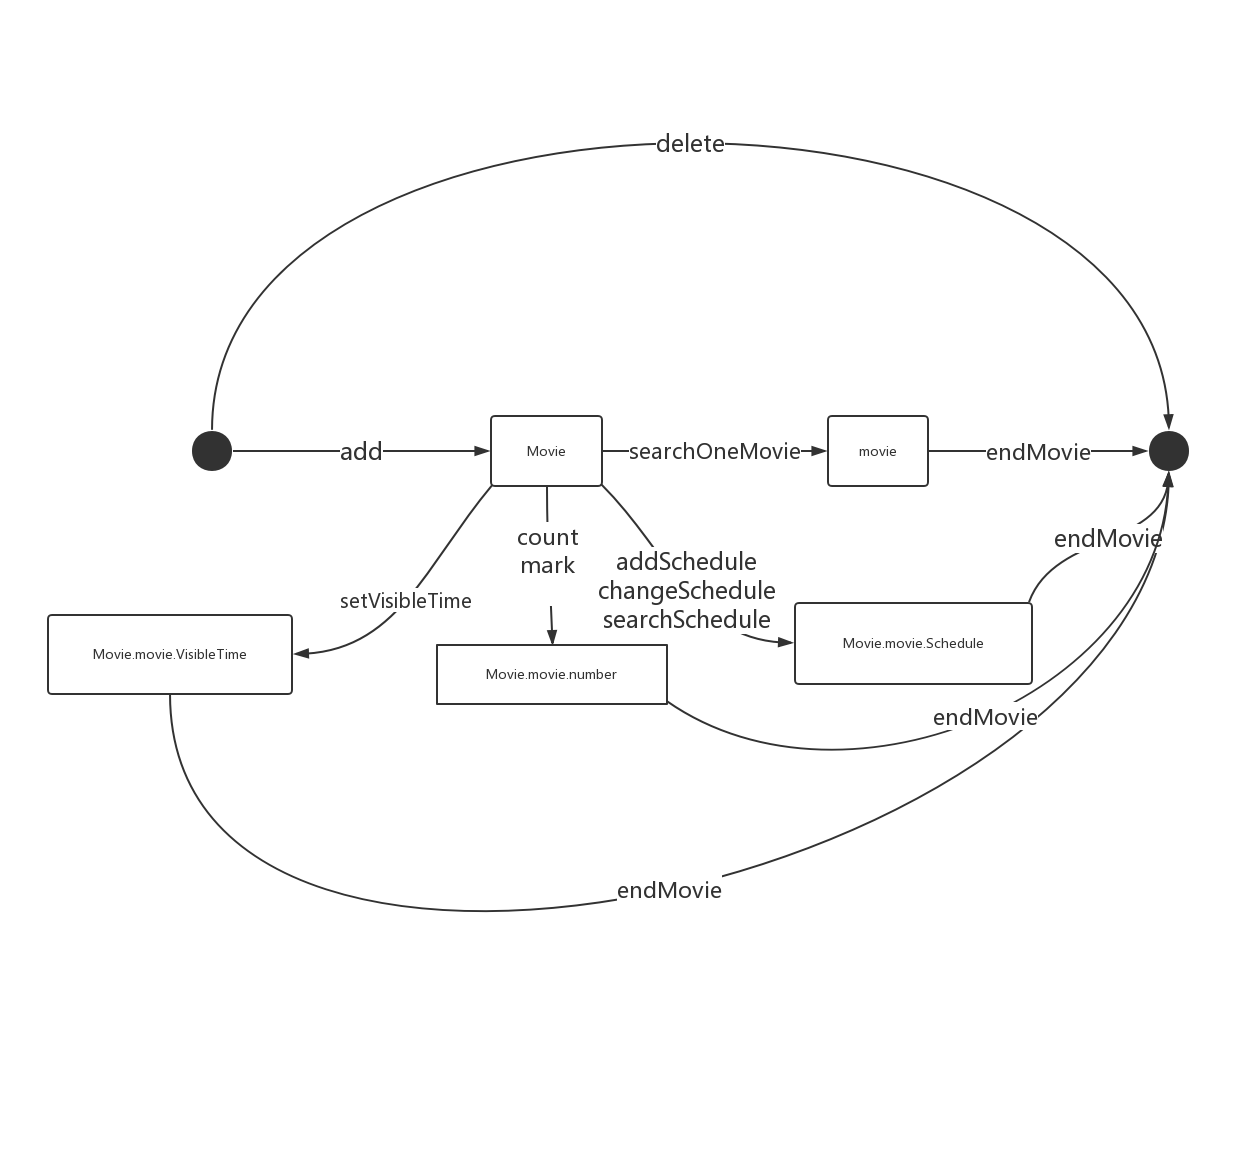 delete
add
Movie
searchOneMovie
movie
endMovie
count
mark
endMovie
addSchedule
changeSchedule
searchSchedule
setVisibleTime
Movie.movie.VisibleTime
Movie.movie.number
Movie.movie.Schedule
endMovie
endMovie